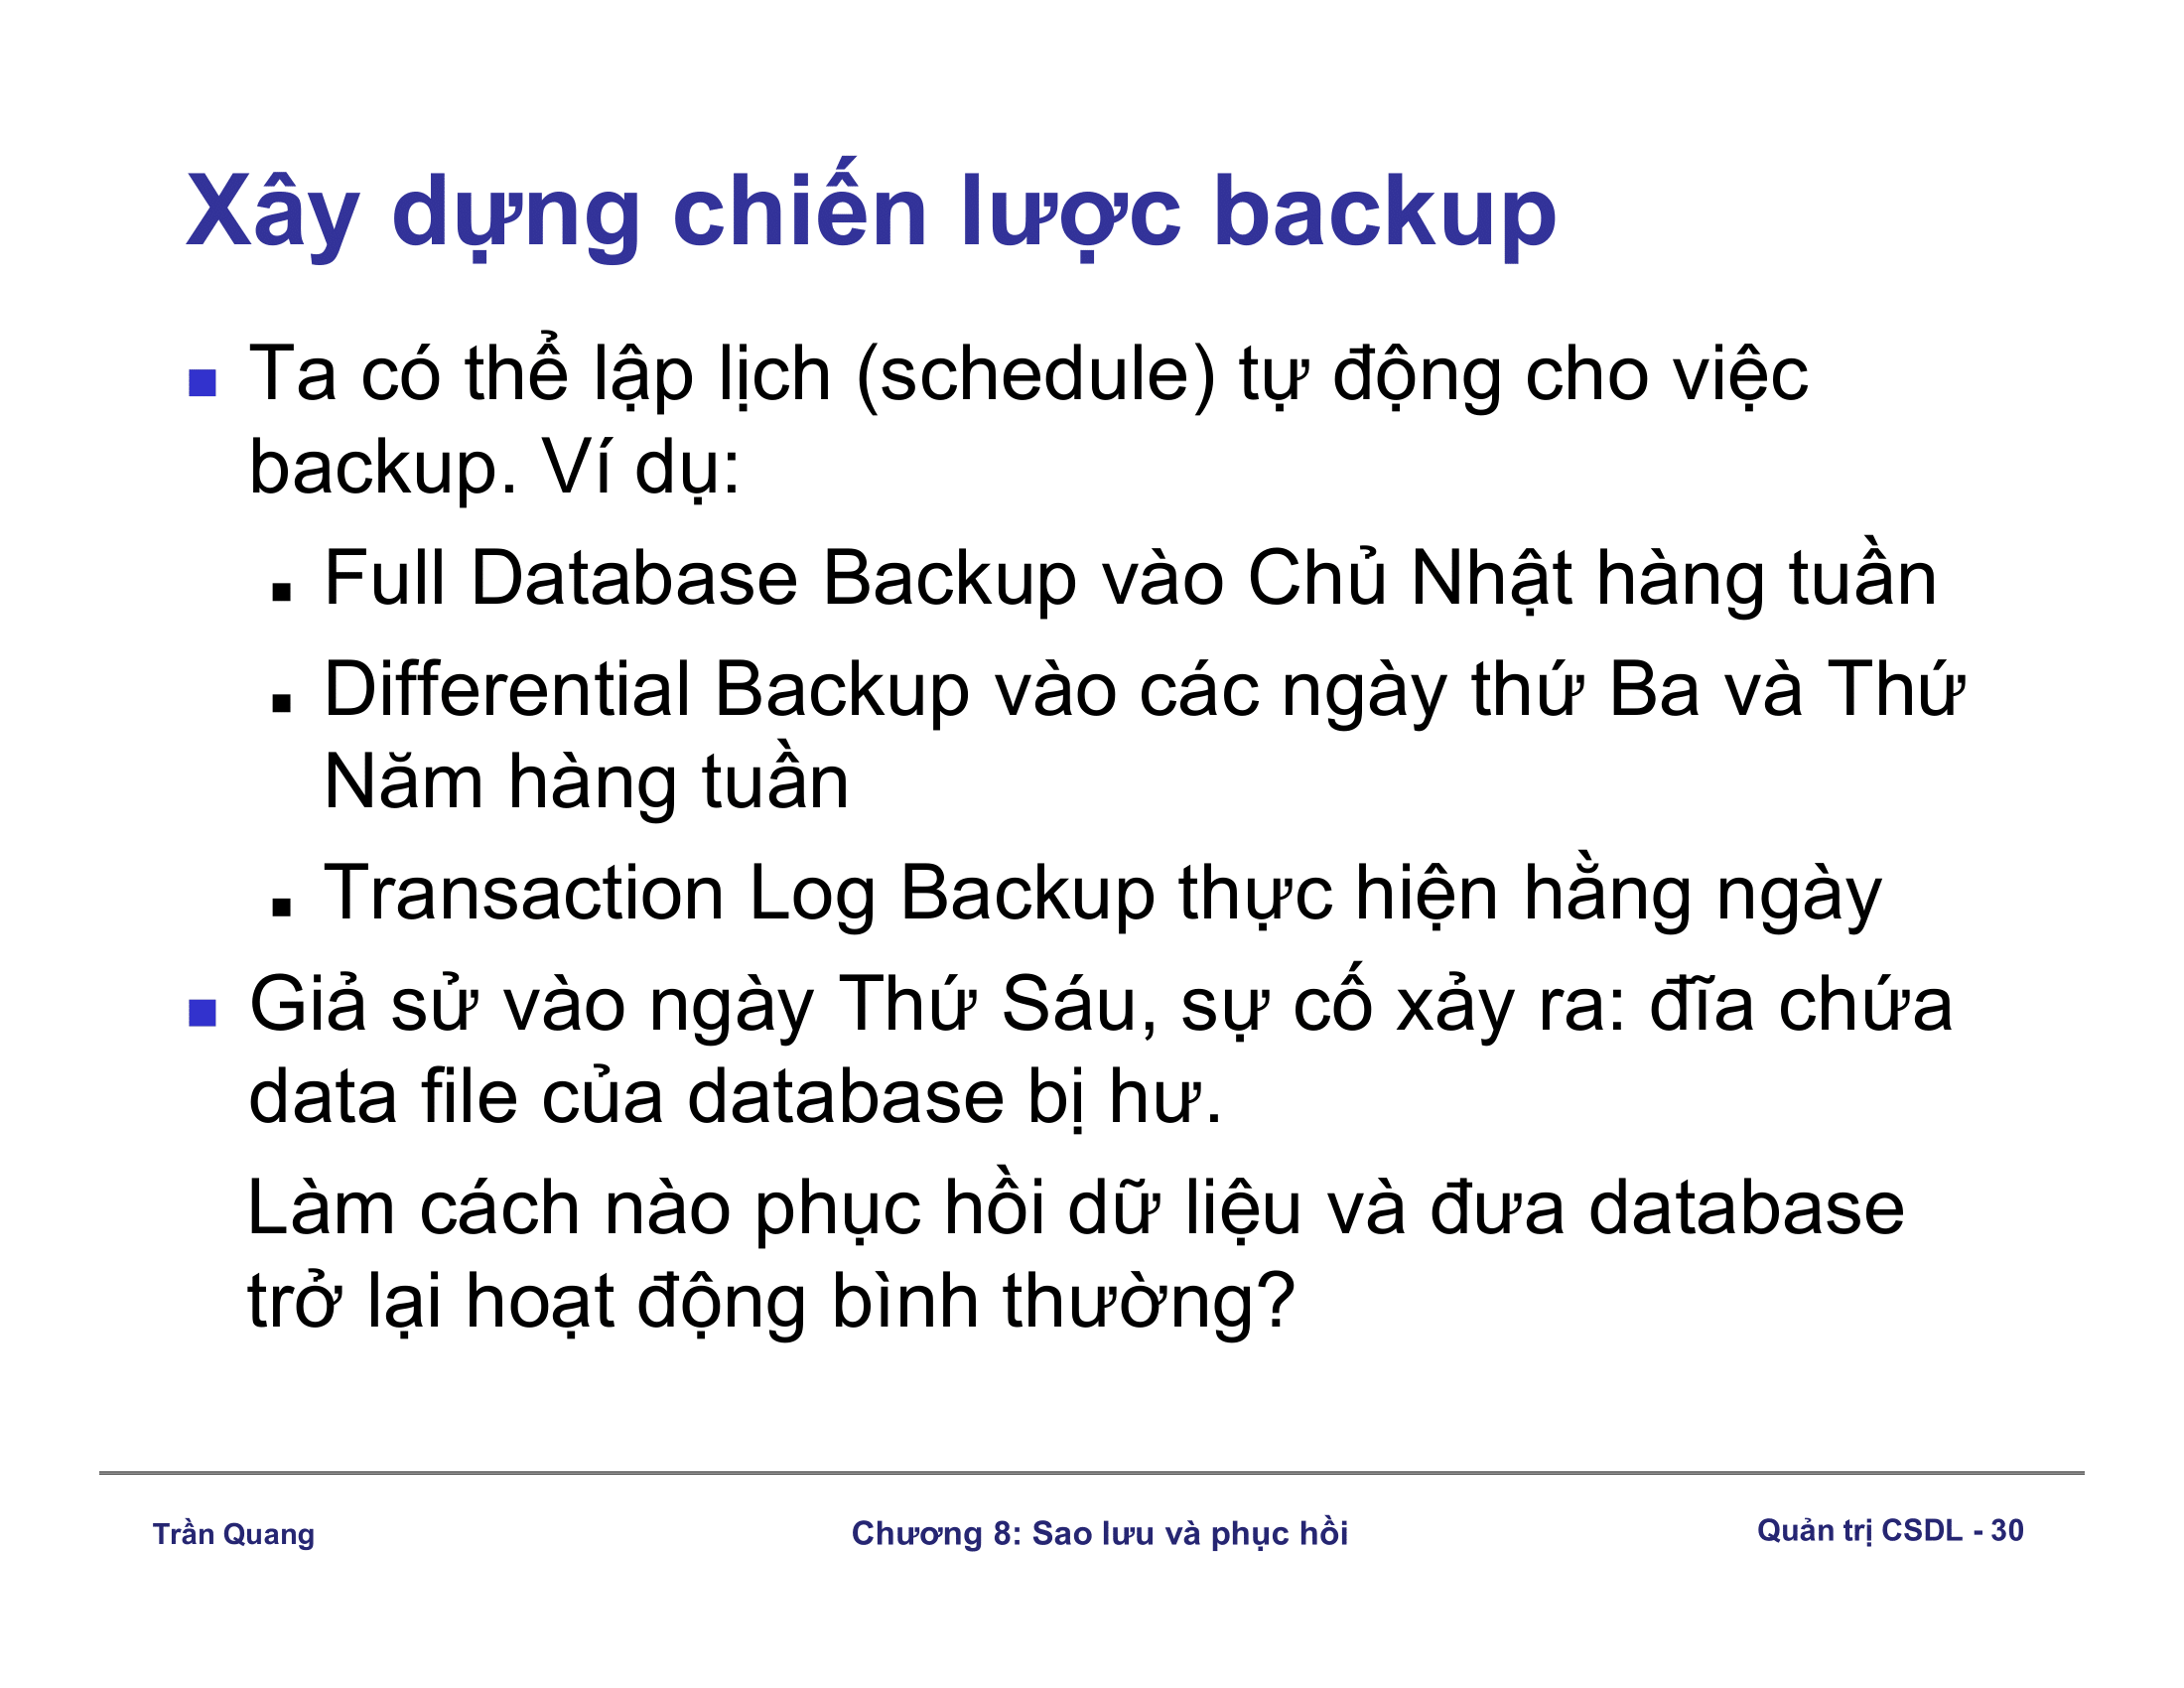 Xây dựng chiến lược backup
Ta có thể lập lịch (schedule) tự động cho việc
backup. Ví dụ:
Full Database Backup vào Chủ Nhật hàng tuần
Differential Backup vào các ngày thứ Ba và Thứ
Năm hàng tuần
Transaction Log Backup thực hiện hằng ngày
Giả sử vào ngày Thứ Sáu, sự cố xảy ra: đĩa chứa
data file của database bị hư.
Làm cách nào phục hồi dữ liệu và đưa database
trở lại hoạt động bình thường?
Trần Quang
Chương 8: Sao lưu và phục hồi
Quản trị CSDL - 30